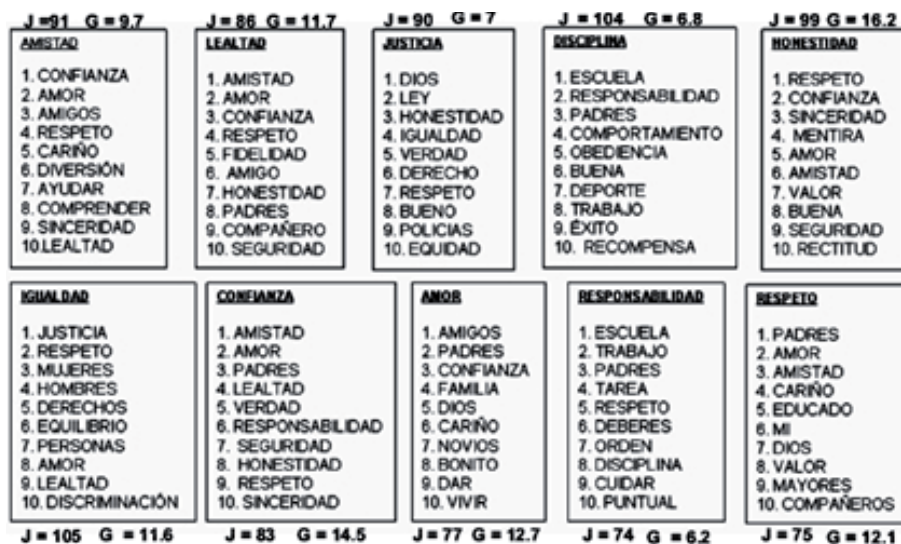 J =91 G = 9.7
AMISTAD
1. CONFIANZA
2. AMOR
3. AMIGOS
4. RESPETO
5. CARIÑO
6. DIVERSIÓN
7. AYUDAR
8. COMPRENDER
9. SINCERIDAD
10. LEALTAD
J = 86 G = 11.7
LEALTAD
1. AMISTAD
2. AMOR
3. CONFIANZA
4. RESPETO
5. FIDELIDAD
6. AMIGO
7. HONESTIDAD
8. PADRES
9. COMPAÑERO
10. SEGURIDAD
J = 90 G = 7
JUSTICIA
1. DIOS
2. LEY
3. HONESTIDAD
4. IGUALDAD
5. VERDAD
6. DERECHO
7. RESPETO
8. BUENO
9. POLICIAS
10. EQUIDAD
J = 104 G = 6.8
DISCIPLINA
1. ESCUELA
2. RESPONSABILIDAD
3. PADRES
4. COMPORTAMIENTO
5. OBEDIENCIA
6. BUENA
7. DEPORTE
8. TRABAJO
9. ÉXITO
10. RECOMPENSA
J = 99 G = 16.2
HONESTIDAD
1. RESPETO
2. CONFIANZA
3. SINCERIDAD
4. MENTIRA
5. AMOR
6. AMISTAD
7. VALOR
8. BUENA
9. SEGURIDAD
10. RECTITUD
IGUALDAD
1. JUSTICIA
2. RESPETO
3. MUJERES
4. HOMBRES
5. DERECHOS
6. EQUILIBRIO
7. PERSONAS
8. AMOR
9. LEALTAD
10. DISCRIMINACIÓN
J = 105 G = 11.6
CONFIANZA
1. AMISTAD
2. AMOR
3. PADRES
4. LEALTAD
5. VERDAD
6. RESPONSABILIDAD
7. SEGURIDAD
8. HONESTIDAD
9. RESPETO
10. SINCERIDAD
J = 83 G = 14.5
AMOR
1. AMIGOS
2. PADRES
3. CONFIANZA
4. FAMILIA
5. DIOS
6. CARIÑO
7. NOVIOS
8. BONITO
9. DAR
10. VIVIR
J = 77 G = 12.7
RESPONSABILIDAD
1. ESCUELA
2. TRABAJO
3. PADRES
4. TAREA
5. RESPETO
6. DEBERES
7. ORDEN
8. DISCIPLINA
9. CUIDAR
10. PUNTUAL
J = 74 G = 6.2
RESPETO
1. PADRES
2. AMOR
3. AMISTAD
4. CARIÑO
5. EDUCADO
6. MI
7. DIOS
8. VALOR
9. MAYORES
10. COMPAÑEROS
J = 75 G = 12.1